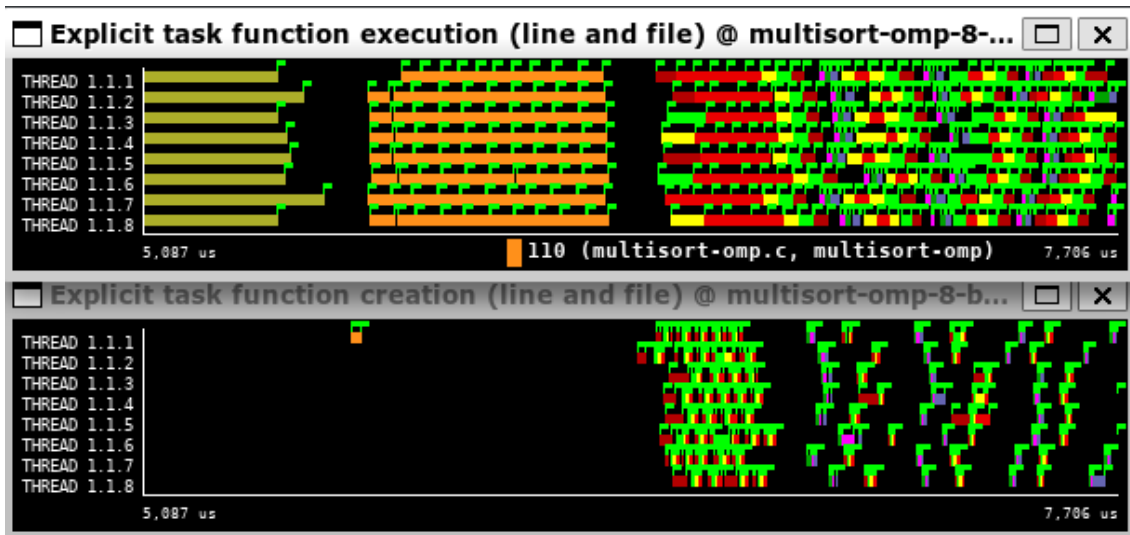 Explicit task function execution (line and file) @ multisort-omp-8-...
THREAD 1.1.1
THREAD 1.1.2
THREAD 1.1.3
THREAD 1.1.4
THREAD 1.1.5
THREAD 1.1.6
THREAD 1.1.7
THREAD 1.1.8
5,087 us
110 (multisort-omp.c, multisort-omp)
7,706 us
Explicit task function creation (line and file) @ multisort-omp-8-b...
THREAD 1.1.1
THREAD 1.1.2
THREAD 1.1.3
THREAD 1.1.4
THREAD 1.1.5
THREAD 1.1.6
THREAD 1.1.7
THREAD 1.1.8
5,087 us
7,706 us